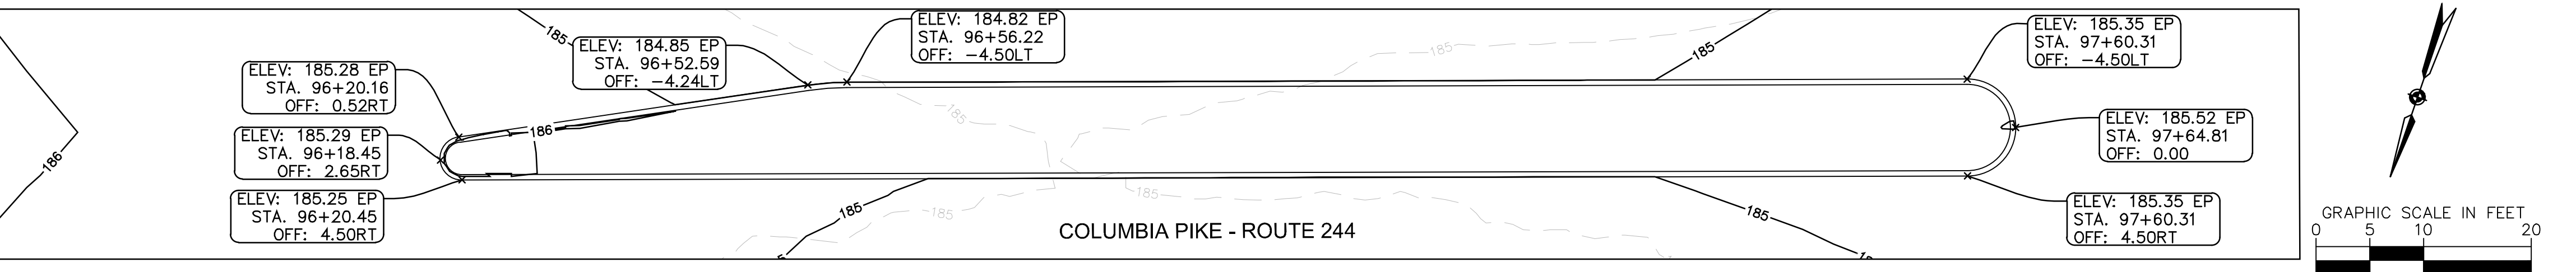 ELEV: 184.82 EP
STA. 96+56.22
OFF: -4.50LT
ELEV: 185.35 EP
STA. 97+60.31
OFF: -4.50LT
185
ELEV: 184.85 EP
STA. 96+52.59
OFF: -4.24LT
185
185
ELEV: 185.28 EP
STA. 96+20.16
OFF: 0.52RT
185
186
ELEV: 185.52 EP
STA. 97+64.81
OFF: 0.00
ELEV: 185.29 EP
STA. 96+18.45
OFF: 2.65RT
186
185
ELEV: 185.25 EP
STA. 96+20.45
OFF: 4.50RT
185
185
185
ELEV: 185.35 EP
STA. 97+60.31
OFF: 4.50RT
COLUMBIA PIKE - ROUTE 244
GRAPHIC SCALE IN FEET
0 5 10 20